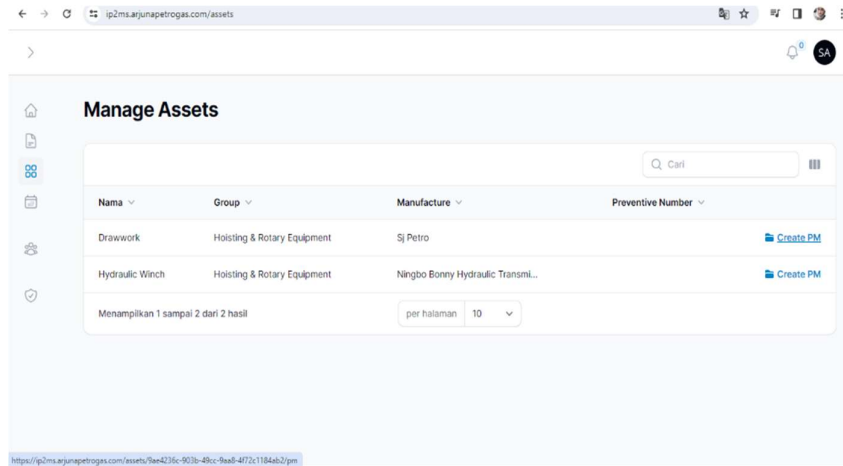 ip2ms.arjunapetrogas.com/assets
0
SA
Manage Assets
Cari
Nama Group Manufacture Preventive Number
Drawwork Hoisting & Rotary Equipment Sj Petro Create PM
Hydraulic Winch Hoisting & Rotary Equipment Ningbo Bonny Hydraulic Transmi... Create PM
Menampilkan 1 sampai 2 dari 2 hasil per halaman 10
https://ip2ms.arjunapetrogas.com/assets/9ae4236c-903b-49cc-9aa8-4f72c1184ab2/pm